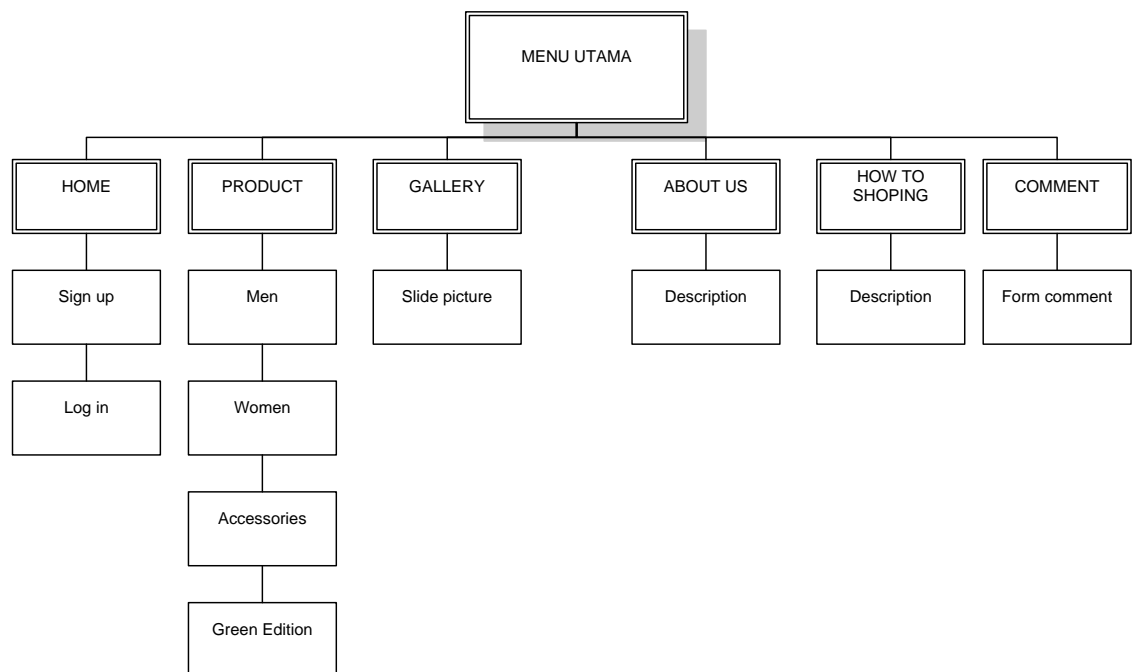 MENU UTAMA
HOME
PRODUCT
GALLERY
ABOUT US
HOW TO
SHOPING
COMMENT
Sign up
Men
Slide picture
Description
Description
Form comment
Log in
Women
Accessories
Green Edition